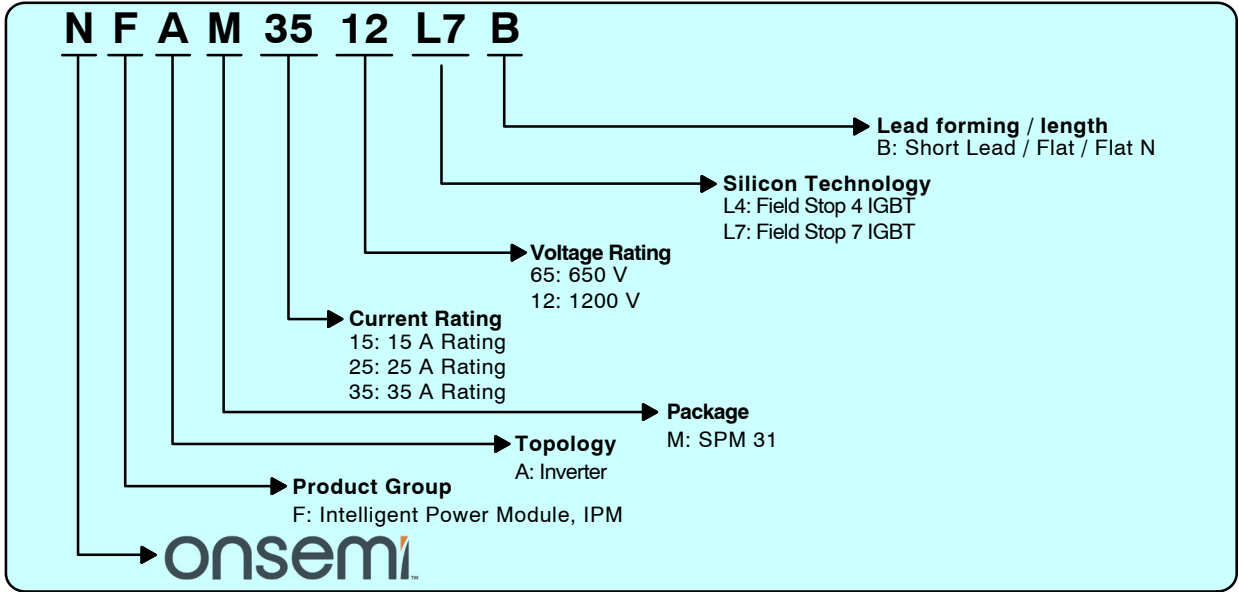 N F A M 35 12 L7 B
Lead forming / length
B: Short Lead / Flat / Flat N
Silicon Technology
L4: Field Stop 4 IGBT
L7: Field Stop 7 IGBT
Voltage Rating
65: 650 V
12: 1200 V
Current Rating
15: 15 A Rating
25: 25 A Rating
35: 35 A Rating
Package
M: SPM 31
Topology
A: Inverter
Product Group
F: Intelligent Power Module, IPM
onsemi™